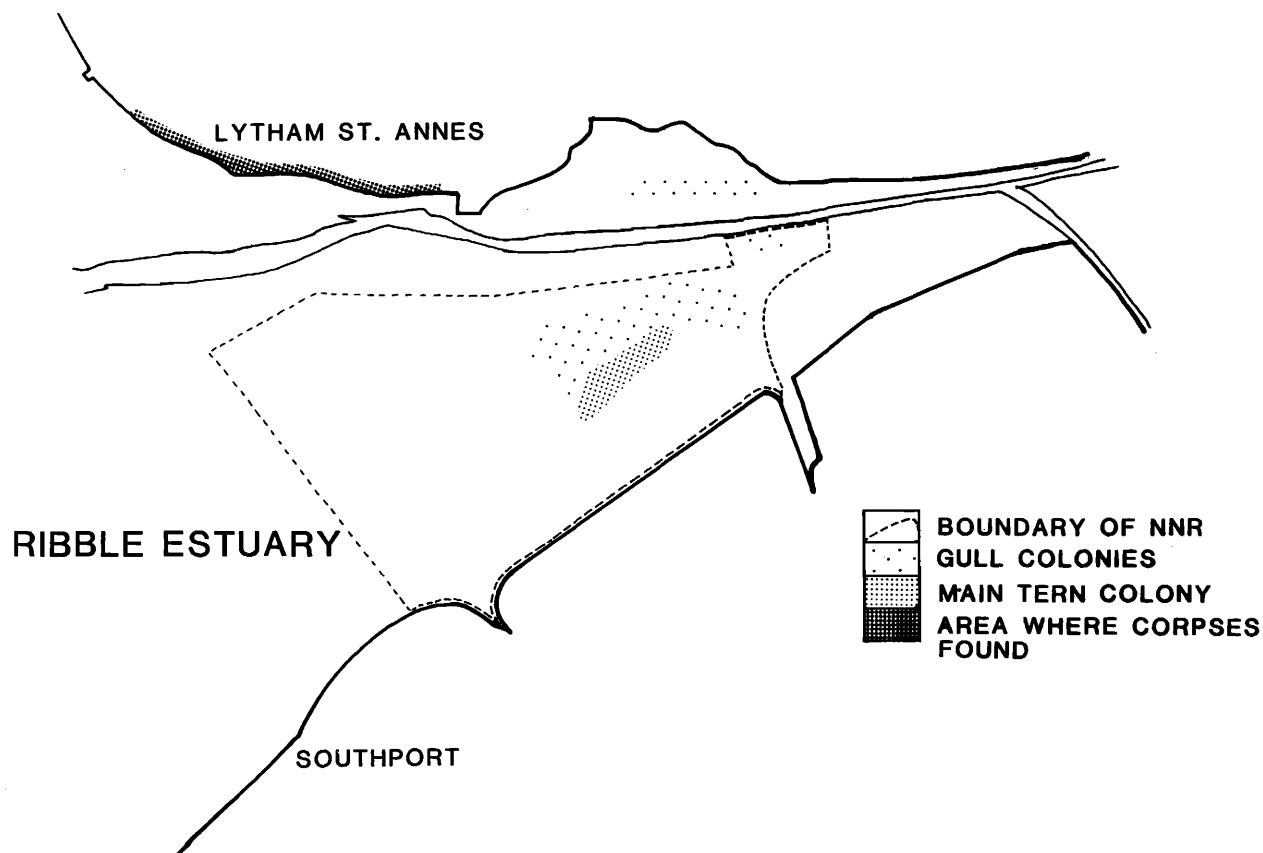 LYTHAM ST. ANNES
RIBBLE ESTUARY
BOUNDARY OF NNR
GULL COLONIES
MAIN TERN COLONY
AREA WHERE CORPSES
FOUND
SOUTHPORT